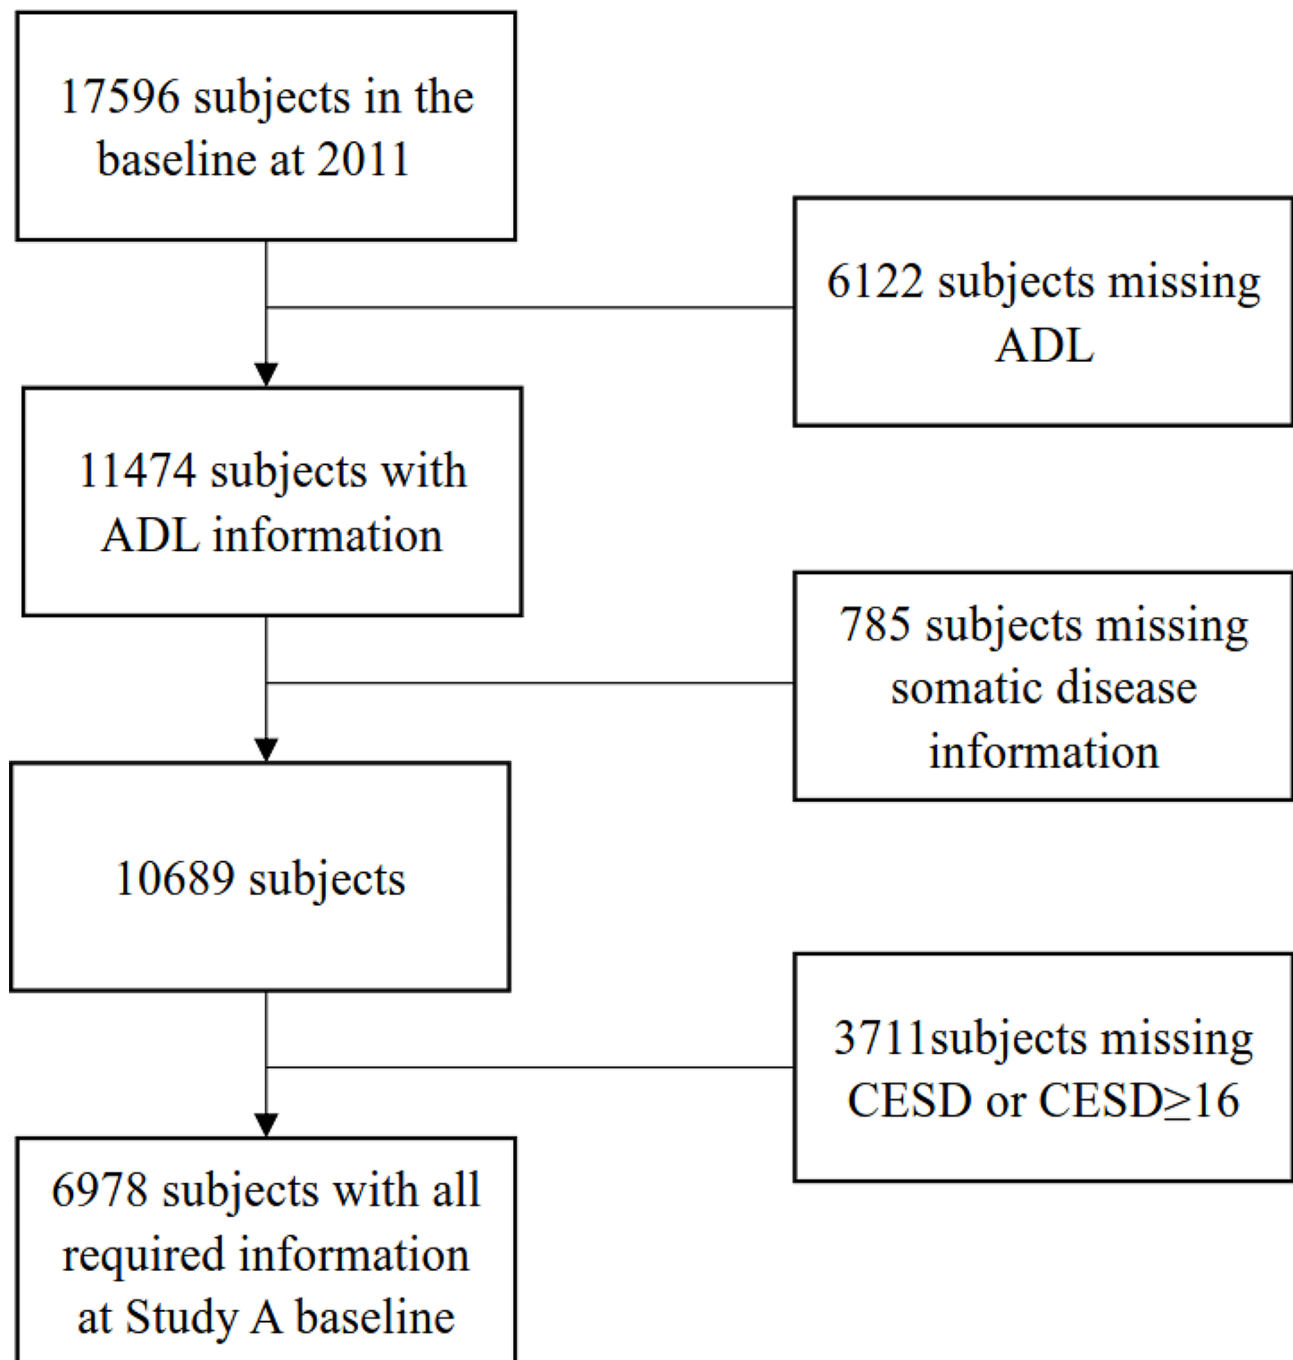 17596 subjects in the
baseline at 2011
6122 subjects missing
ADL
11474 subjects with
ADL information
785 subjects missing
somatic disease
information
10689 subjects
3711subjects missing
CESD or CESD≥16
6978 subjects with all
required information
at Study A baseline